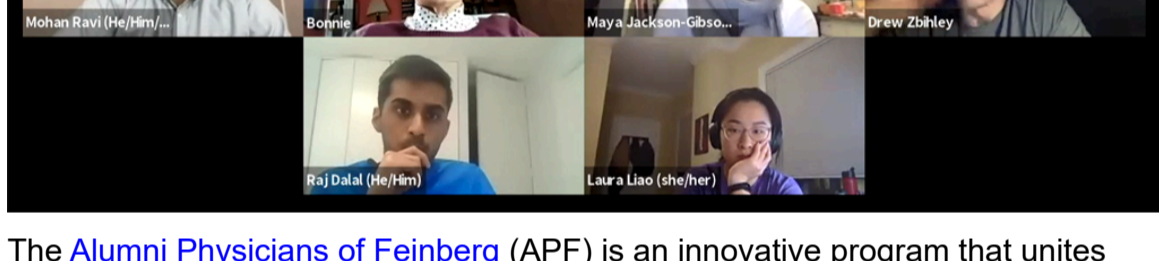 Mohan Ravi (He/Him/...
Bonnie
Maya Jackson-Gibso...
Drew Zbihley
Raj Dalal (He/Him)
Laura Liao (she/her)
The Alumni Physicians of Feinberg (APF) is an innovative program that unites